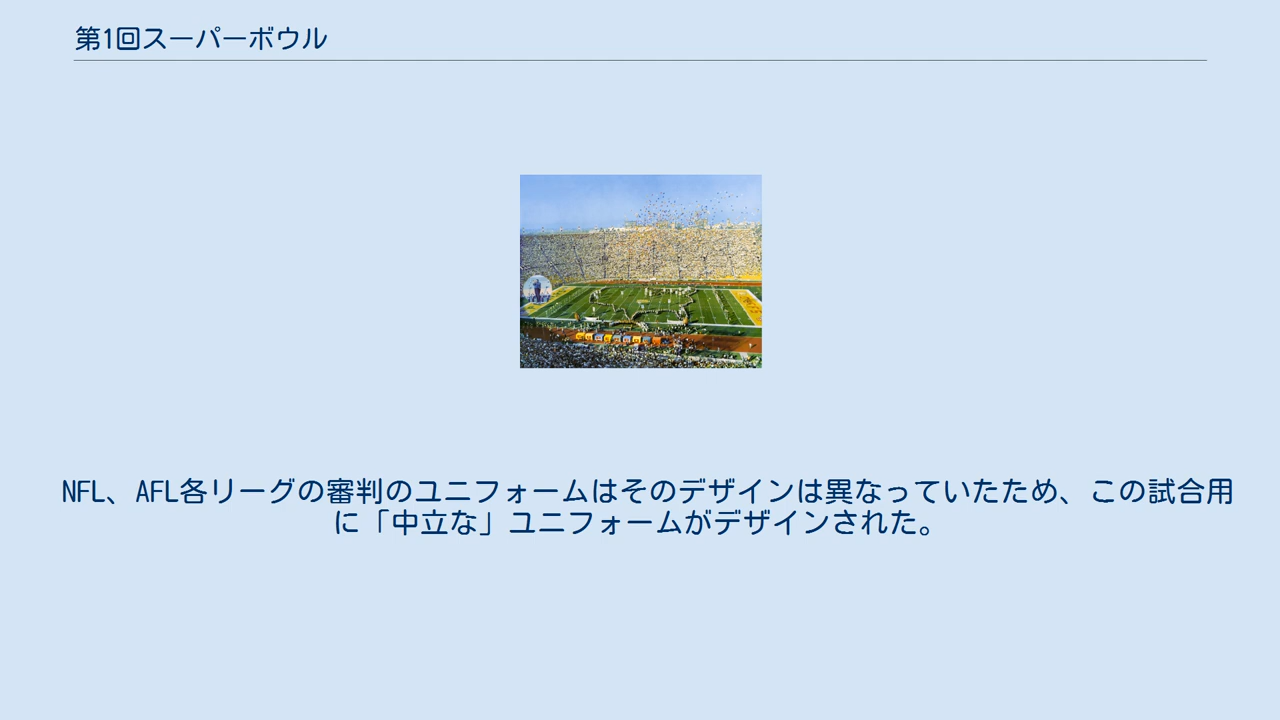 第1回スーパーボウル
NFL、AFL各リーグの審判のユニフォームはそのデザインは異なっていたため、この試合用
に「中立な」ユニフォームがデザインされた。